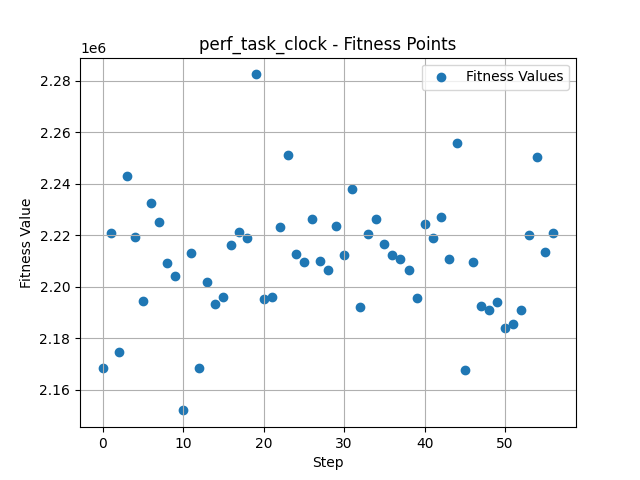 perf_task_clock - Fitness Points
1e6
Fitness Values
2.28
2.26
2.24
2.22
2.20
2.18
2.16
Fitness Value
0 10 20 30 40 50
Step